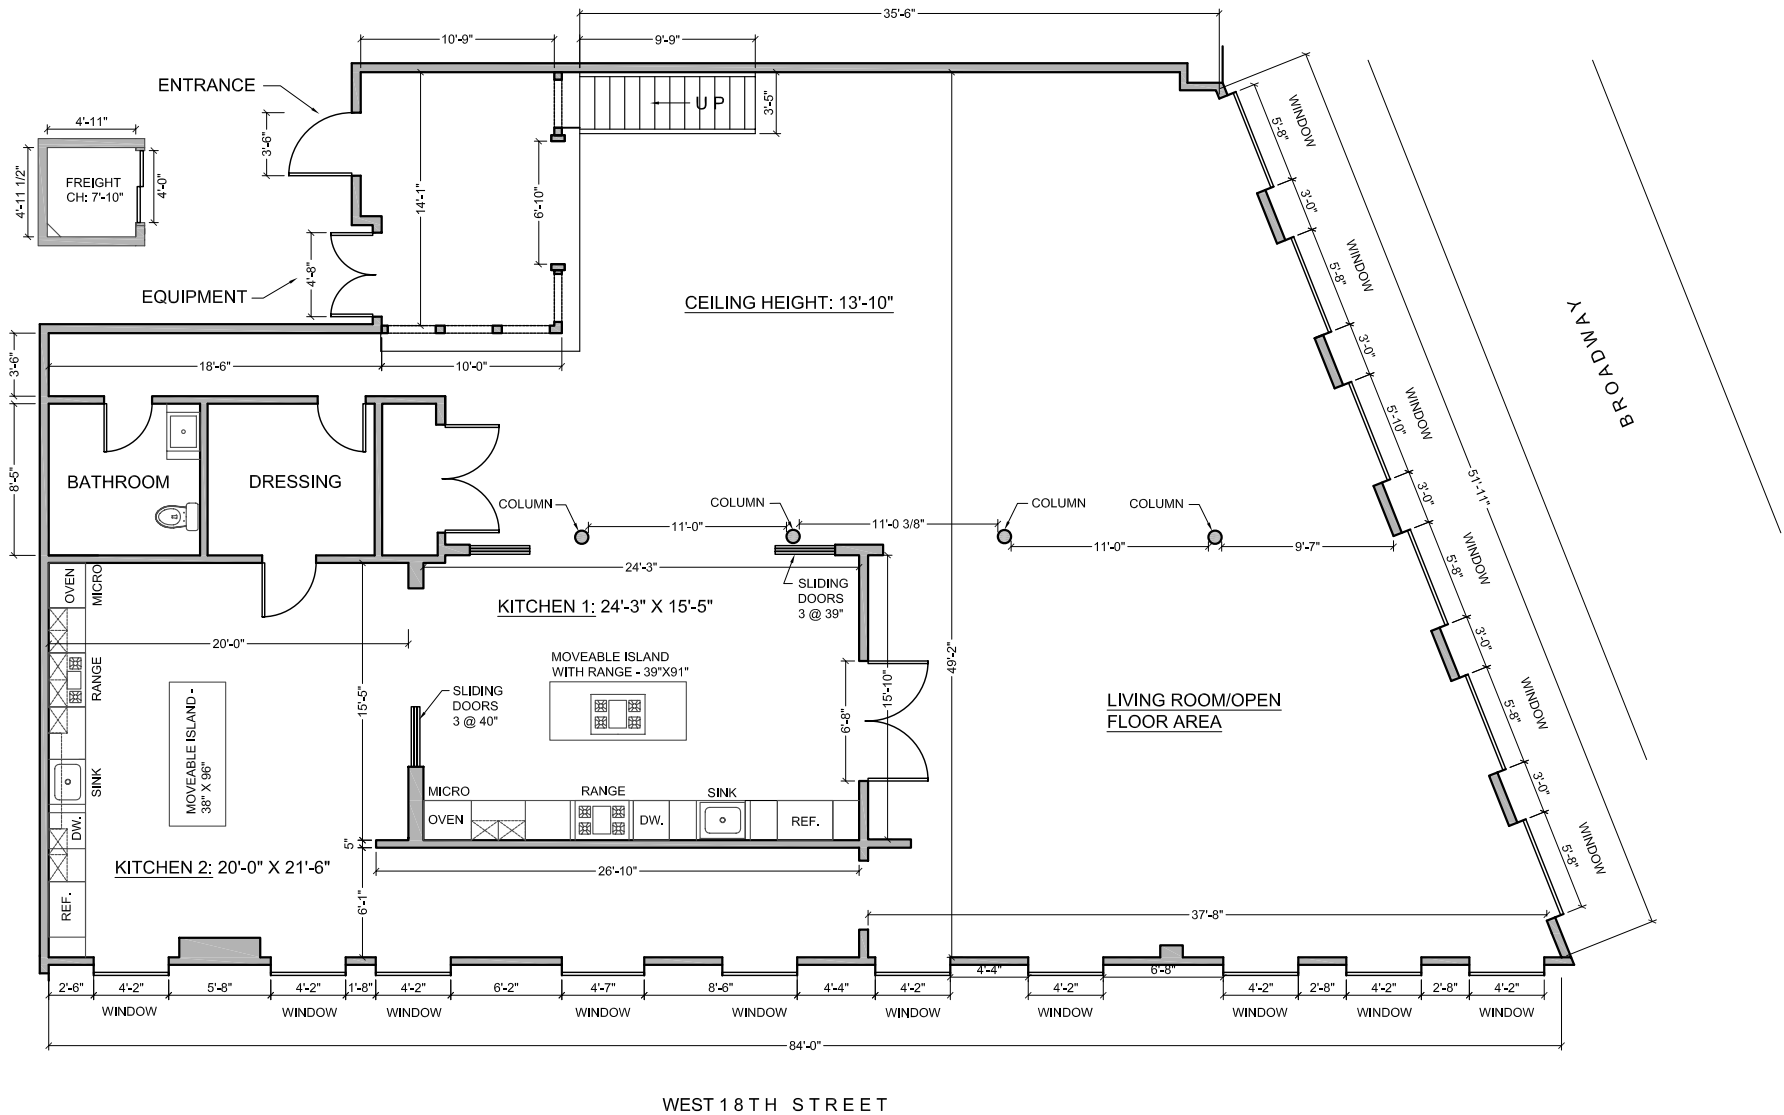 35'-6"
10'-9"
9'-9"
ENTRANCE
UP
3'-5"
4'-11"
3'-6"
WINDOW
5'-8"
FREIGHT
CH: 7'-10"
4'-11 1/2"
4'-0"
14'-1"
6'-10"
3'-0"
EQUIPMENT
4'-8"
WINDOW
5'-8"
CEILING HEIGHT: 13'-10"
BROADWAY
3'-0"
3'-6"
18'-6"
10'-0"
WINDOW
5'-10"
8'-5"
BATHROOM
DRESSING
51'-11"
3'-0"
COLUMN
COLUMN
COLUMN
COLUMN
11'-0"
11'-0 3/8"
11'-0"
9'-7"
WINDOW
5'-8"
OVEN
MICRO
24'-3"
SLIDING
DOORS
3 @ 39"
KITCHEN 1: 24'-3" X 15'-5"
20'-0"
3'-0"
RANGE
MOVEABLE ISLAND
WITH RANGE - 39"X91"
49'-2"
15'-5"
SLIDING
DOORS
3 @ 40"
15'-10"
6'-8"
LIVING ROOM/OPEN
FLOOR AREA
WINDOW
5'-8"
MOVEABLE ISLAND -
38" X 96"
SINK
3'-0"
MICRO
RANGE
SINK
OVEN
DW.
REF.
DW.
5"
WINDOW
5'-8"
KITCHEN 2: 20'-0" X 21'-6"
26'-10"
REF.
6'-1"
37'-8"
4'-4"
6'-8"
2'-6"
4'-2"
5'-8"
4'-2"
1'-8"
4'-2"
6'-2"
4'-7"
8'-6"
4'-4"
4'-2"
4'-2"
4'-2"
2'-8"
4'-2"
2'-8"
4'-2"
WINDOW
WINDOW
WINDOW
WINDOW
WINDOW
WINDOW
WINDOW
WINDOW
WINDOW
WINDOW
84'-0"
WEST 18TH STREET